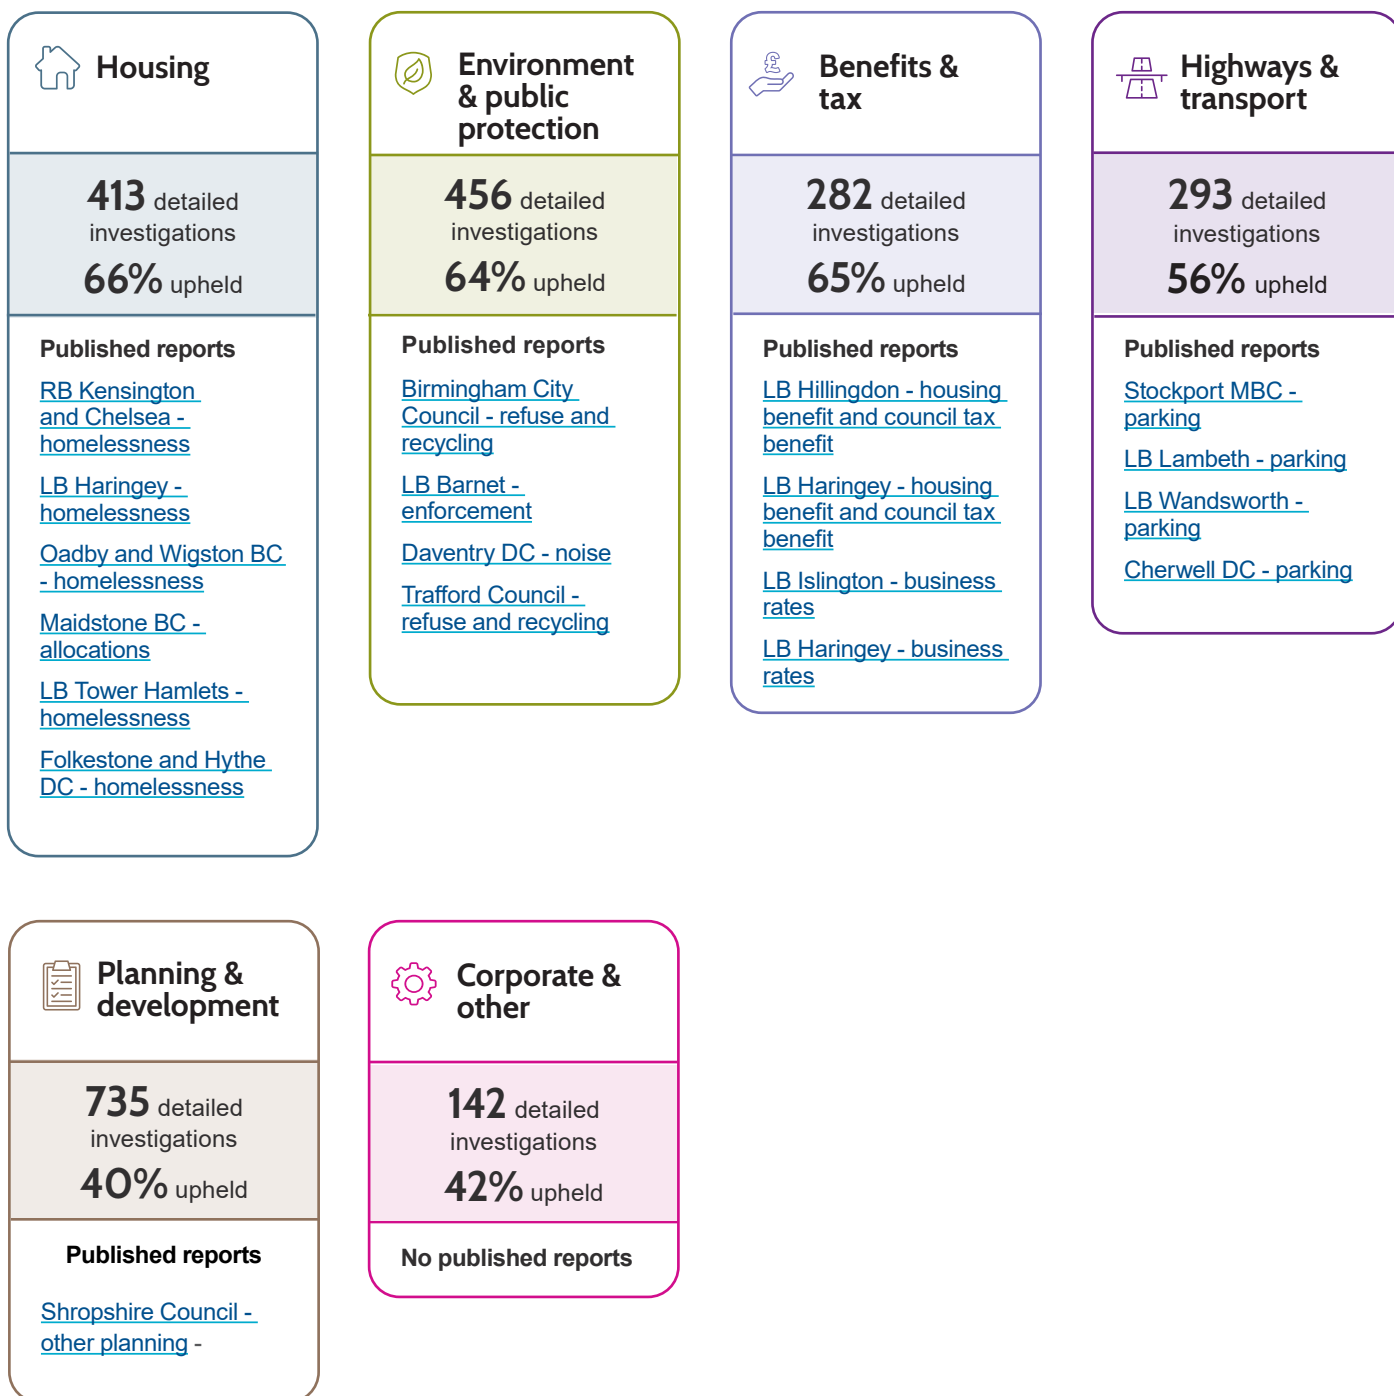 Housing
413 detailed
investigations
66% upheld
Published reports
RB Kensington
and Chelsea -
homelessness
LB Haringey -
homelessness
Oadby and Wigston BC
- homelessness
Maidstone BC -
allocations
LB Tower Hamlets -
homelessness
Folkestone and Hythe
DC - homelessness
Environment
& public
protection
456 detailed
investigations
64% upheld
Published reports
Birmingham City
Council - refuse and
recycling
LB Barnet -
enforcement
Daventry DC - noise
Trafford Council -
refuse and recycling
Benefits &
tax
282 detailed
investigations
65% upheld
Published reports
LB Hillingdon - housing
benefit and council tax
benefit
LB Haringey - housing
benefit and council tax
benefit
LB Islington - business
rates
LB Haringey - business
rates
Highways &
transport
293 detailed
investigations
56% upheld
Published reports
Stockport MBC -
parking
LB Lambeth - parking
LB Wandsworth -
parking
Cherwell DC - parking
Planning &
development
735 detailed
investigations
40% upheld
Published reports
Shropshire Council -
other planning -
Corporate &
other
142 detailed
investigations
42% upheld
No published reports